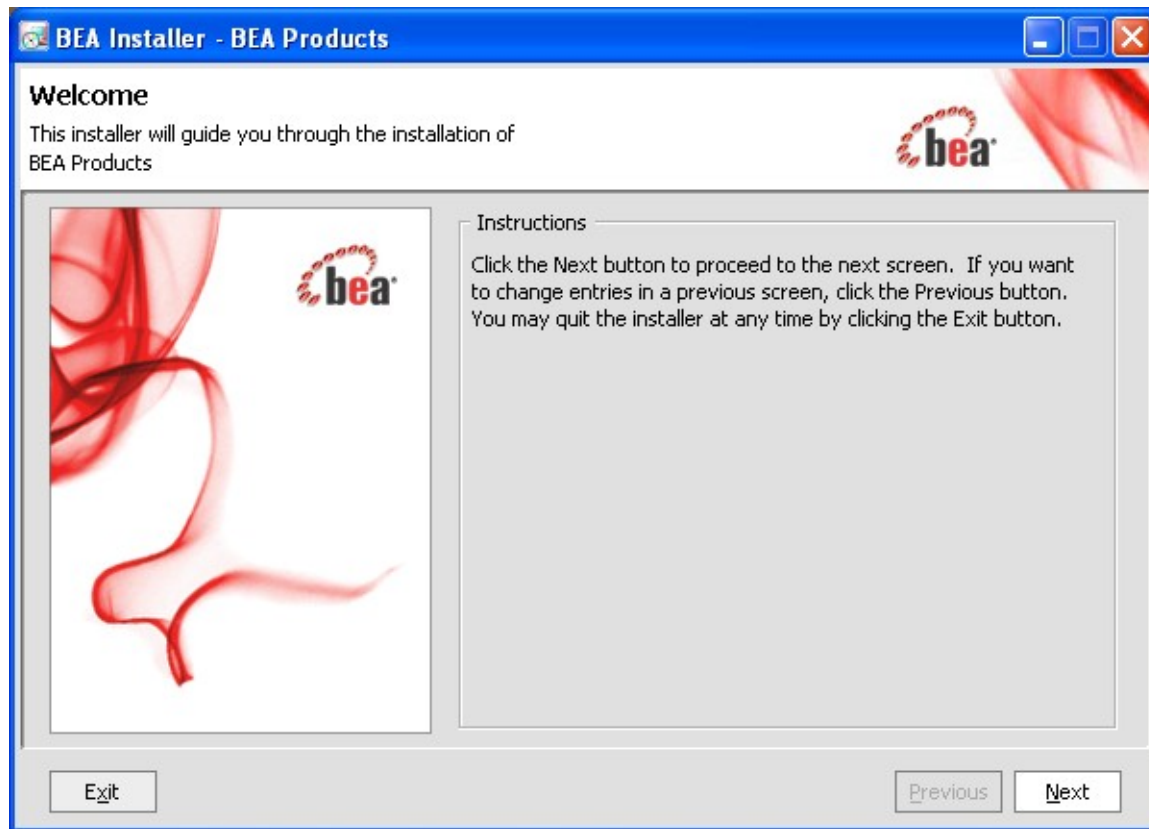 BEA Installer - BEA Products
Welcome
This installer will guide you through the installation of
BEA Products
bea
bea
Instructions
Click the Next button to proceed to the next screen.  If you want
to change entries in a previous screen, click the Previous button.
You may quit the installer at any time by clicking the Exit button.
Exit
Previous
Next